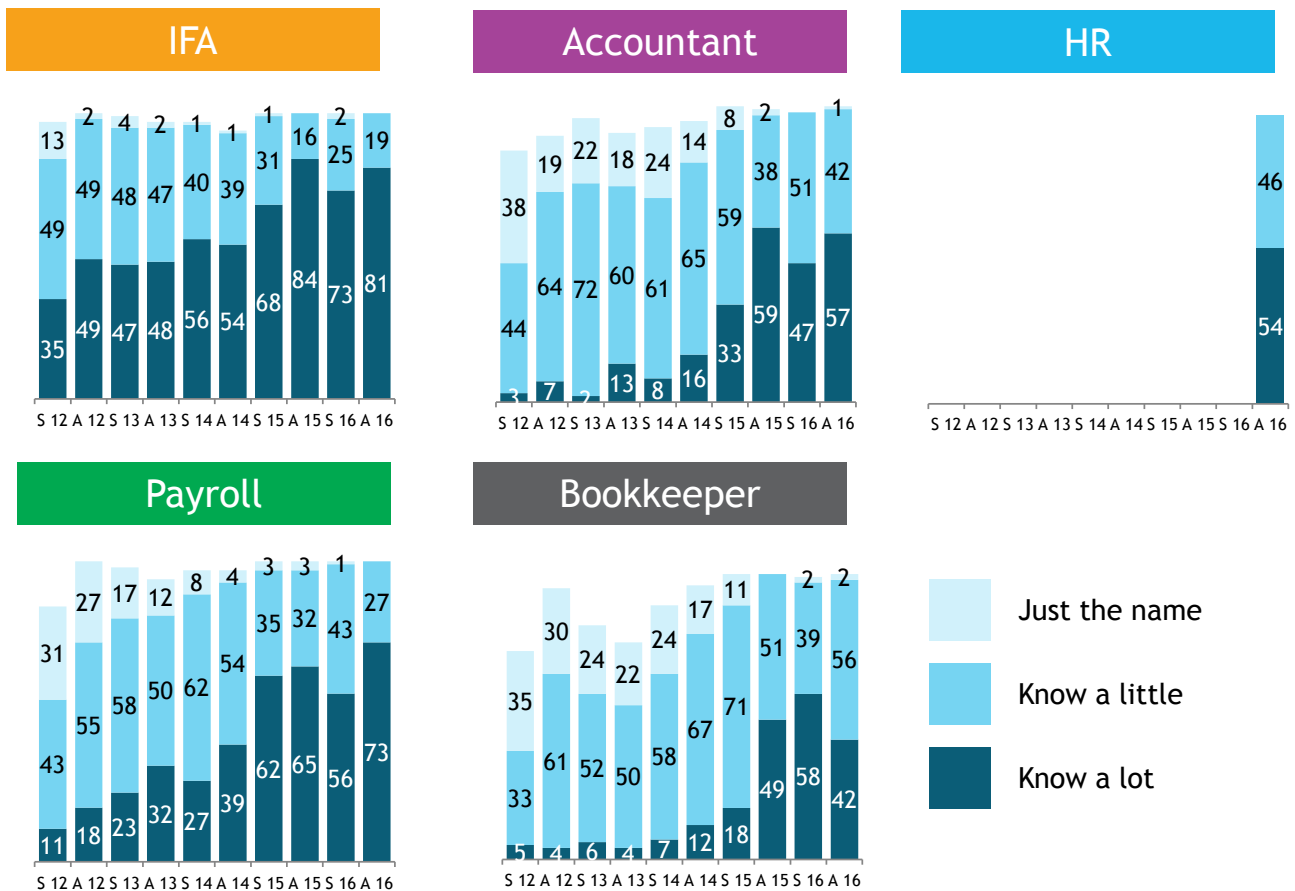 IFA
13 2 4 2 1 1 1 2
49 49 48 47 40 39 31 16 25 19
35 49 47 48 56 54 68 84 73 81
S 12 A 12 S 13 A 13 S 14 A 14 S 15 A 15 S 16 A 16
Accountant
38 19 22 18 24 14 8 2 1
44 64 72 60 61 65 59 38 51 42
3 7 2 13 8 16 33 59 47 57
S 12 A 12 S 13 A 13 S 14 A 14 S 15 A 15 S 16 A 16
HR
46
54
S 12 A 12 S 13 A 13 S 14 A 14 S 15 A 15 S 16 A 16
Payroll
31 27 17 12 8 4 3 3 1
43 55 58 50 62 54 35 32 43 27
11 18 23 32 27 39 62 65 56 73
S 12 A 12 S 13 A 13 S 14 A 14 S 15 A 15 S 16 A 16
Bookkeeper
35 30 24 22 24 17 11 2 2
33 61 52 50 58 67 71 51 39 56
5 4 6 4 7 12 18 49 58 42
S 12 A 12 S 13 A 13 S 14 A 14 S 15 A 15 S 16 A 16
Just the name
Know a little
Know a lot